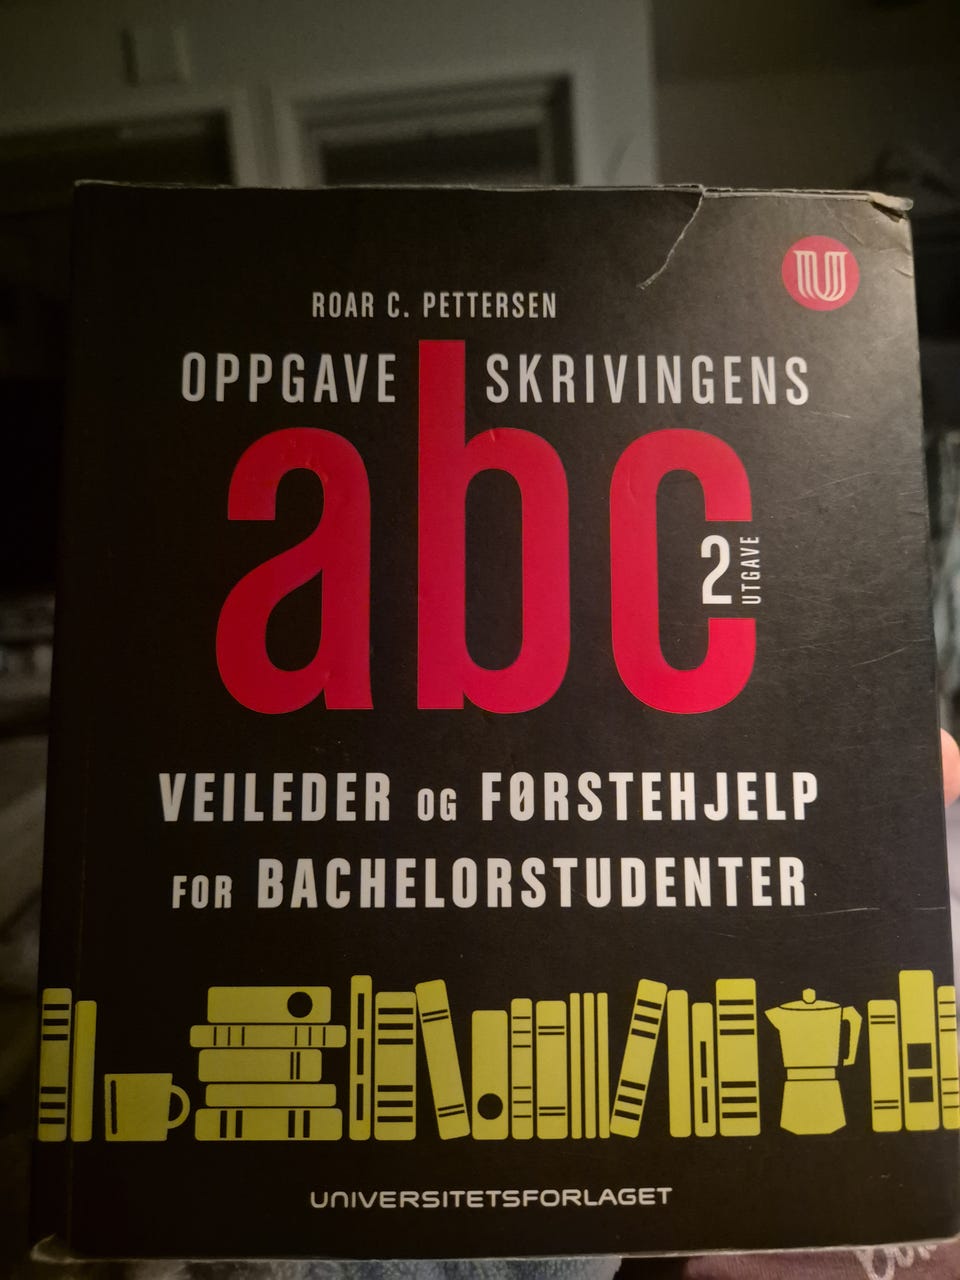 ROAR C. PETTERSEN
OPPGAVE SKRIVINGENS
abc
2 UTGAVE
VEILEDER OG FØRSTEHJELP
FOR BACHELORSTUDENTER
UNIVERSITETSFORLAGET